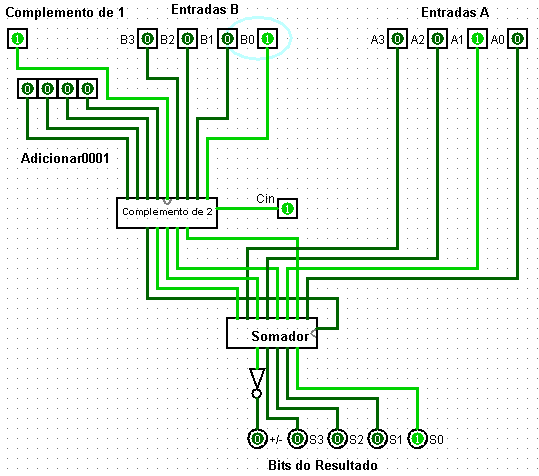 Complemento de 1 Entradas B Entradas A
1 B3 0 B2 0 B1 0 B0 1 A3 0 A2 0 A1 1 A0 0
0 0 0 0
Adicionar0001
Complemento de 2 Cin 1
Somador
0 +/- 0 S3 0 S2 0 S1 1 S0
Bits do Resultado